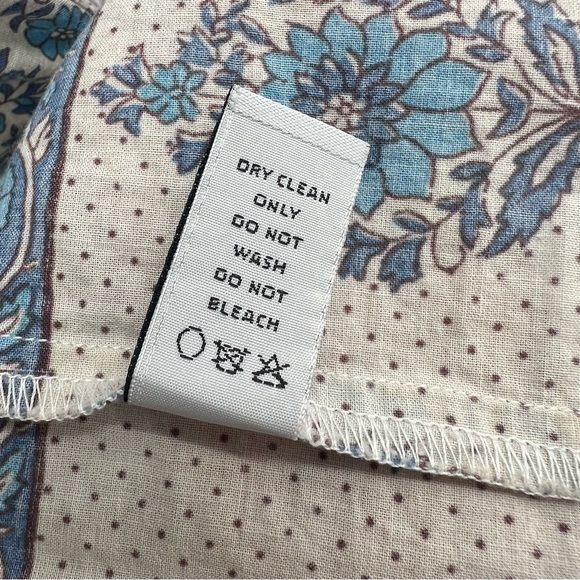 DRY CLEAN
ONLY
DO NOT
WASH
DO NOT
BLEACH